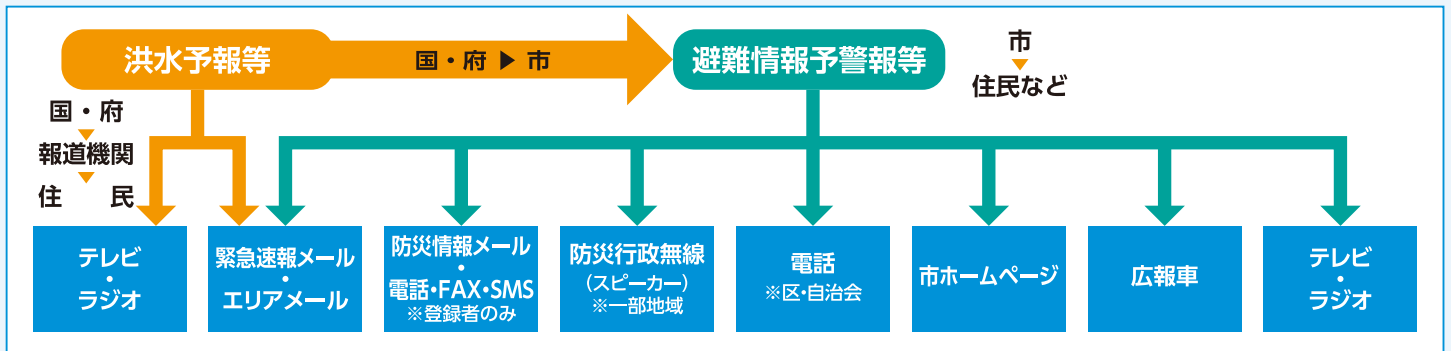 洪水予報等
国・府 ▶ 市
避難情報予警報等
市
▼
住民など
国・府
▼
報道機関
▼
住　民
テレビ
・
ラジオ
緊急速報メール
・
エリアメール
防災情報メール
・
電話・FAX・SMS
※登録者のみ
防災行政無線
（スピーカー）
※一部地域
電話
※区・自治会
市ホームページ
広報車
テレビ
・
ラジオ